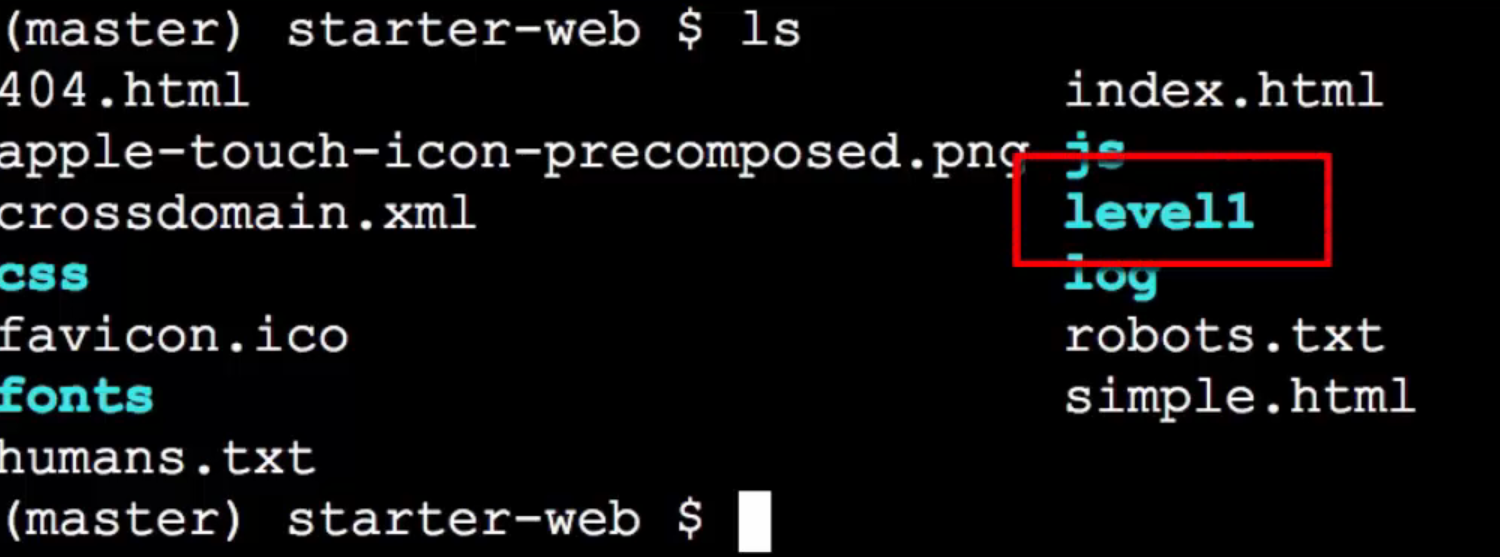 (master) starter-web $ ls
404.html index.html
apple-touch-icon-precomposed.png js
crossdomain.xml level1
css log
favicon.ico robots.txt
fonts simple.html
humans.txt
(master) starter-web $